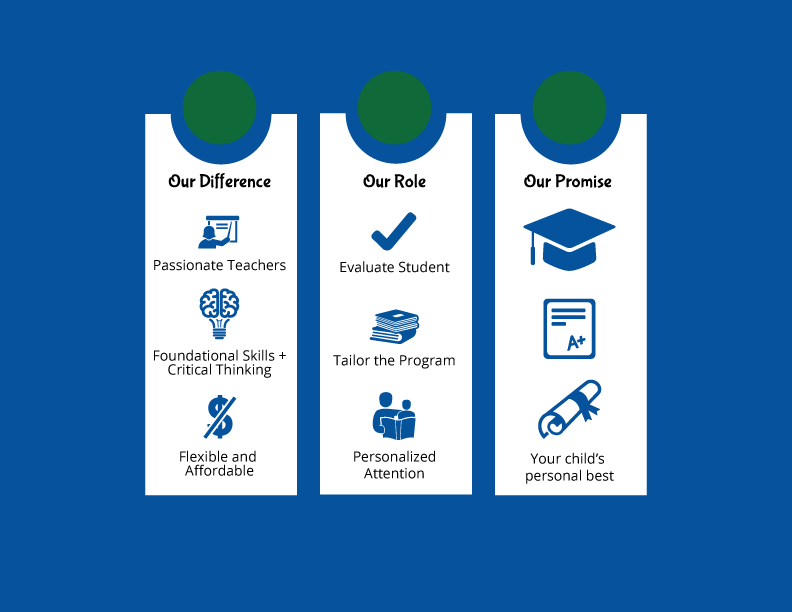 Our Difference
Passionate Teachers
Foundational Skills +
Critical Thinking
Flexible and
Affordable
Our Role
Evaluate Student
Tailor the Program
Personalized
Attention
Our Promise
A+
Your child’s
personal best